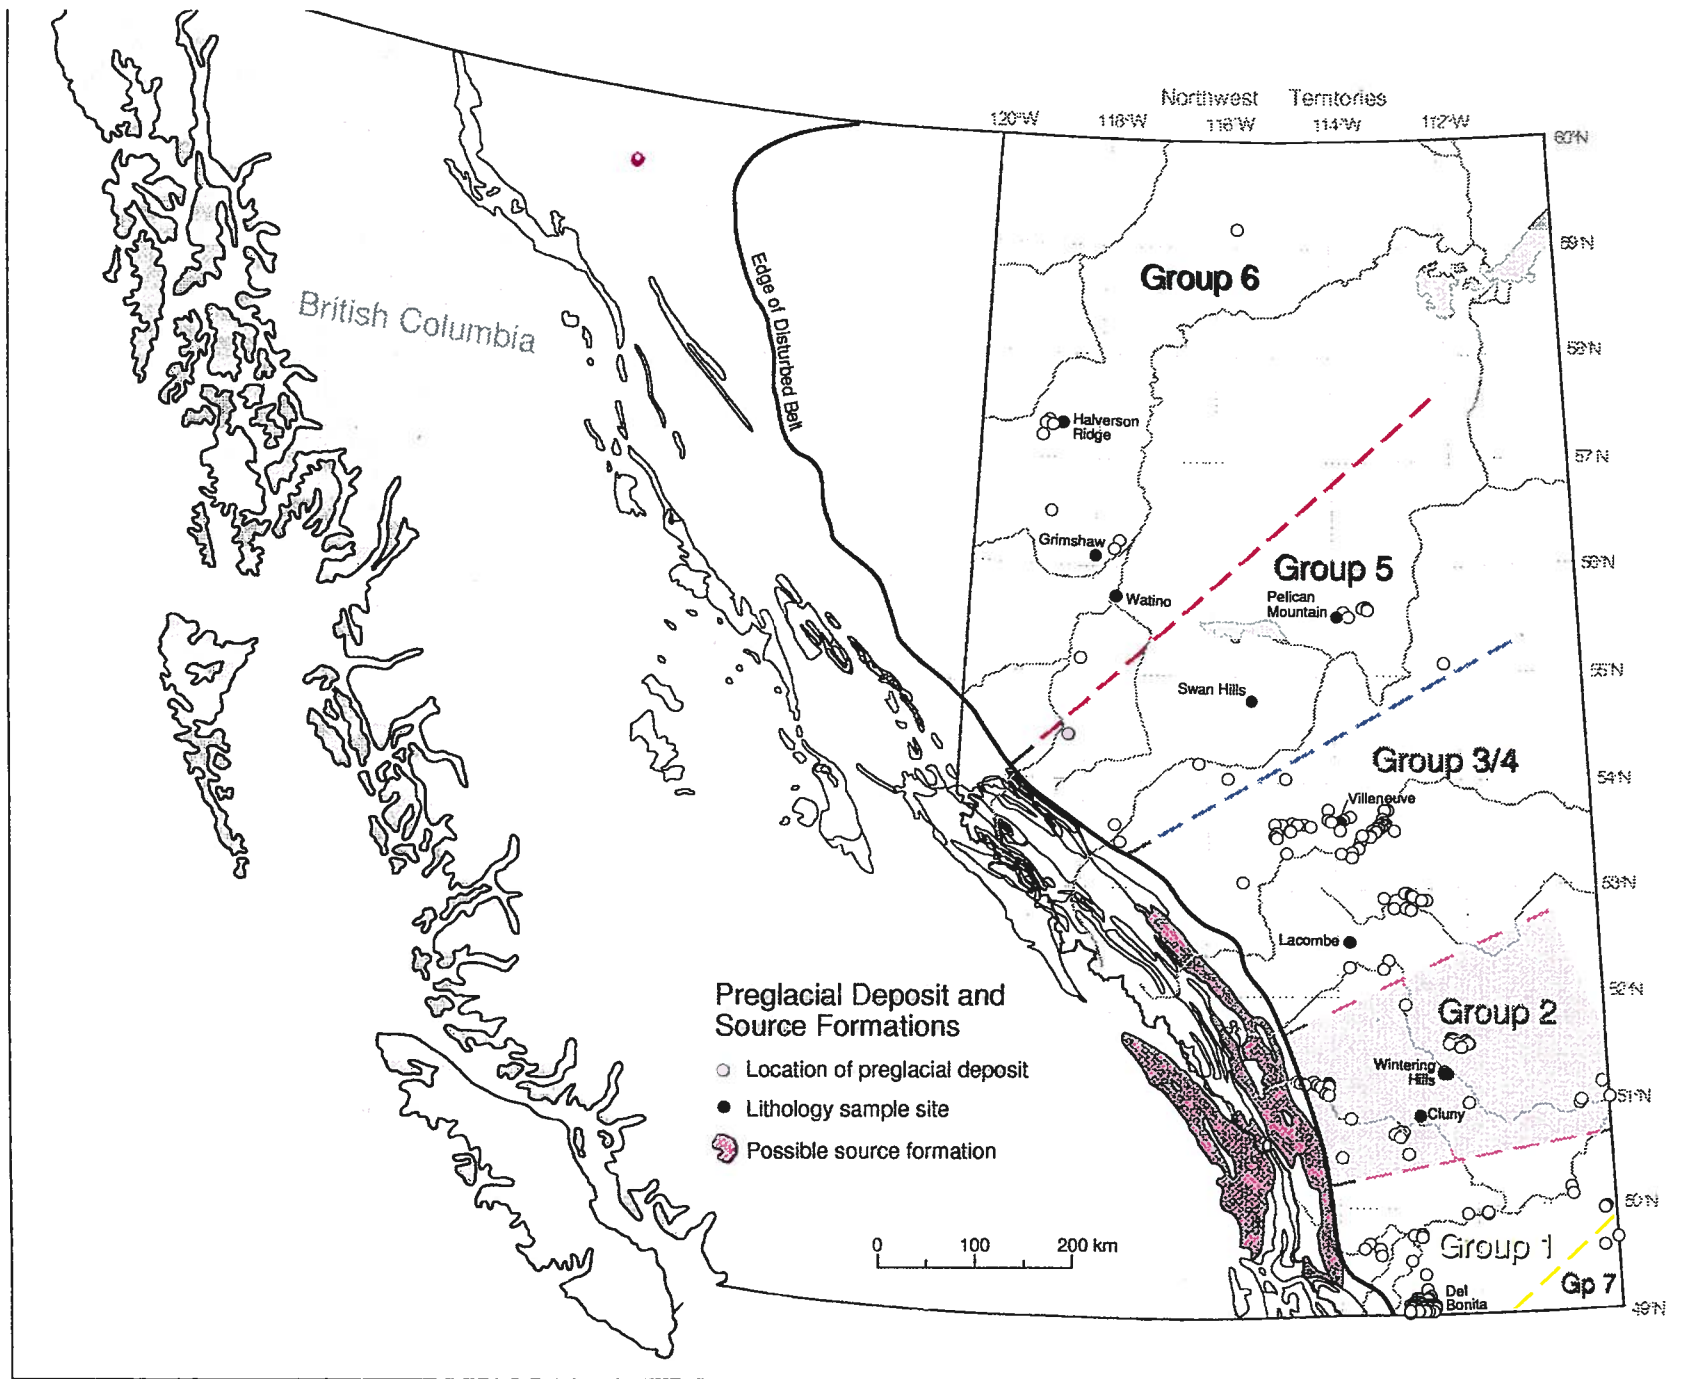 Northwest Territories
120°W 118°W 116°W 114°W 112°W
60°N
59°N
Group 6
Edge of Disturbed Belt
British Columbia
58°N
Halverson
Ridge
57°N
Grimshaw
56°N
Group 5
Pelican
Mountain
Watino
55°N
Swan Hills
Group 3/4
54°N
Villeneuve
53°N
Lacombe
52°N
Preglacial Deposit and
Source Formations
Location of preglacial deposit
Lithology sample site
Possible source formation
Group 2
Wintering
Hills
51°N
Cluny
50°N
0 100 200 km
Group 1
Gp 7
Del
Bonita
49°N